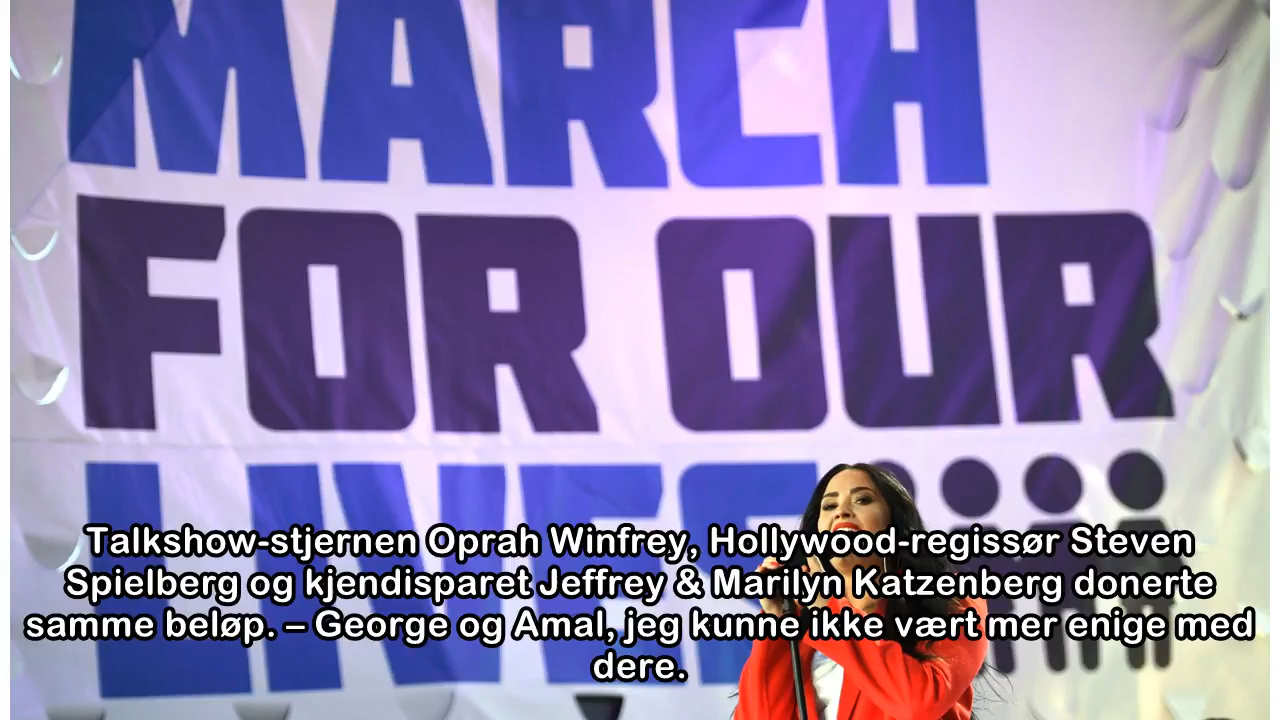 MARCH
FOR OUR
LIVES
Talkshow-stjernen Oprah Winfrey, Hollywood-regissør Steven
Spielberg og kjendisparet Jeffrey & Marilyn Katzenberg donerte
samme beløp. – George og Amal, jeg kunne ikke vært mer enige med
dere.